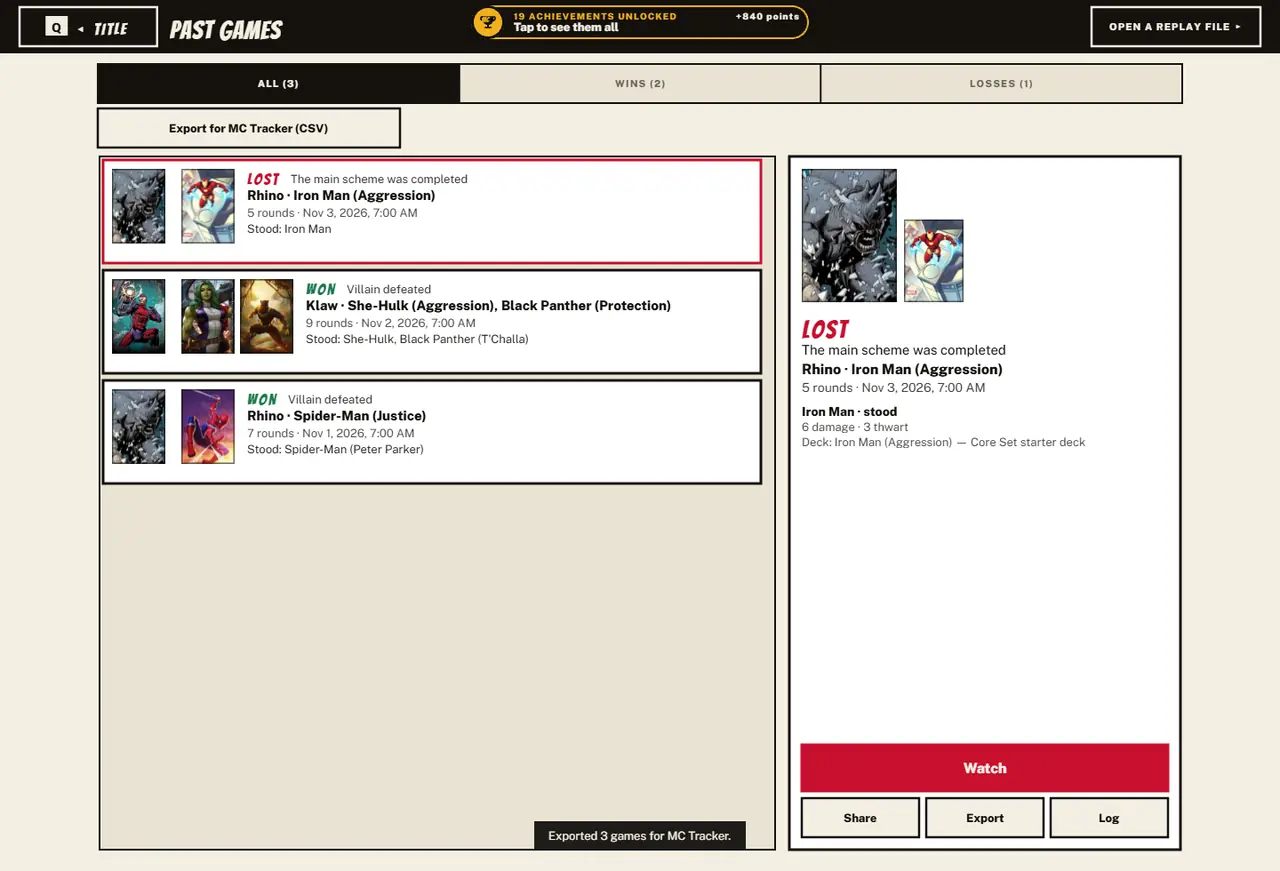 Q ◂ TITLE
PAST GAMES
19 ACHIEVEMENTS UNLOCKED +840 points
Tap to see them all
OPEN A REPLAY FILE ▸
ALL (3)
WINS (2)
LOSSES (1)
Export for MC Tracker (CSV)
LOST The main scheme was completed
Rhino · Iron Man (Aggression)
5 rounds · Nov 3, 2026, 7:00 AM
Stood: Iron Man
WON Villain defeated
Klaw · She-Hulk (Aggression), Black Panther (Protection)
9 rounds · Nov 2, 2026, 7:00 AM
Stood: She-Hulk, Black Panther (T'Challa)
WON Villain defeated
Rhino · Spider-Man (Justice)
7 rounds · Nov 1, 2026, 7:00 AM
Stood: Spider-Man (Peter Parker)
Exported 3 games for MC Tracker.
LOST
The main scheme was completed
Rhino · Iron Man (Aggression)
5 rounds · Nov 3, 2026, 7:00 AM
Iron Man · stood
6 damage · 3 thwart
Deck: Iron Man (Aggression) — Core Set starter deck
Watch
Share
Export
Log